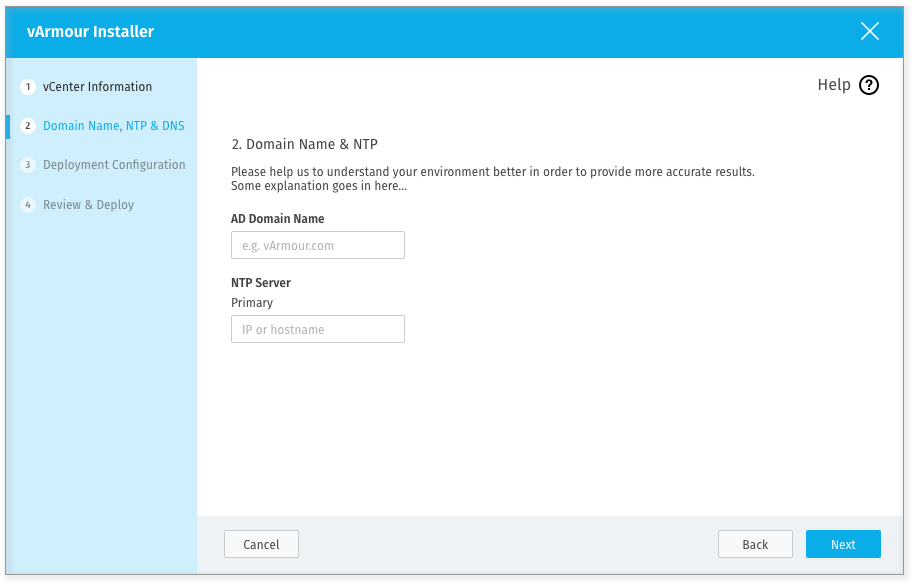 vArmour Installer
1 vCenter Information
2 Domain Name, NTP & DNS
3 Deployment Configuration
4 Review & Deploy
Help ?
2. Domain Name & NTP
Please help us to understand your environment better in order to provide more accurate results.
Some explanation goes in here...
AD Domain Name
e.g. vArmour.com
NTP Server
Primary
IP or hostname
Cancel
Back
Next